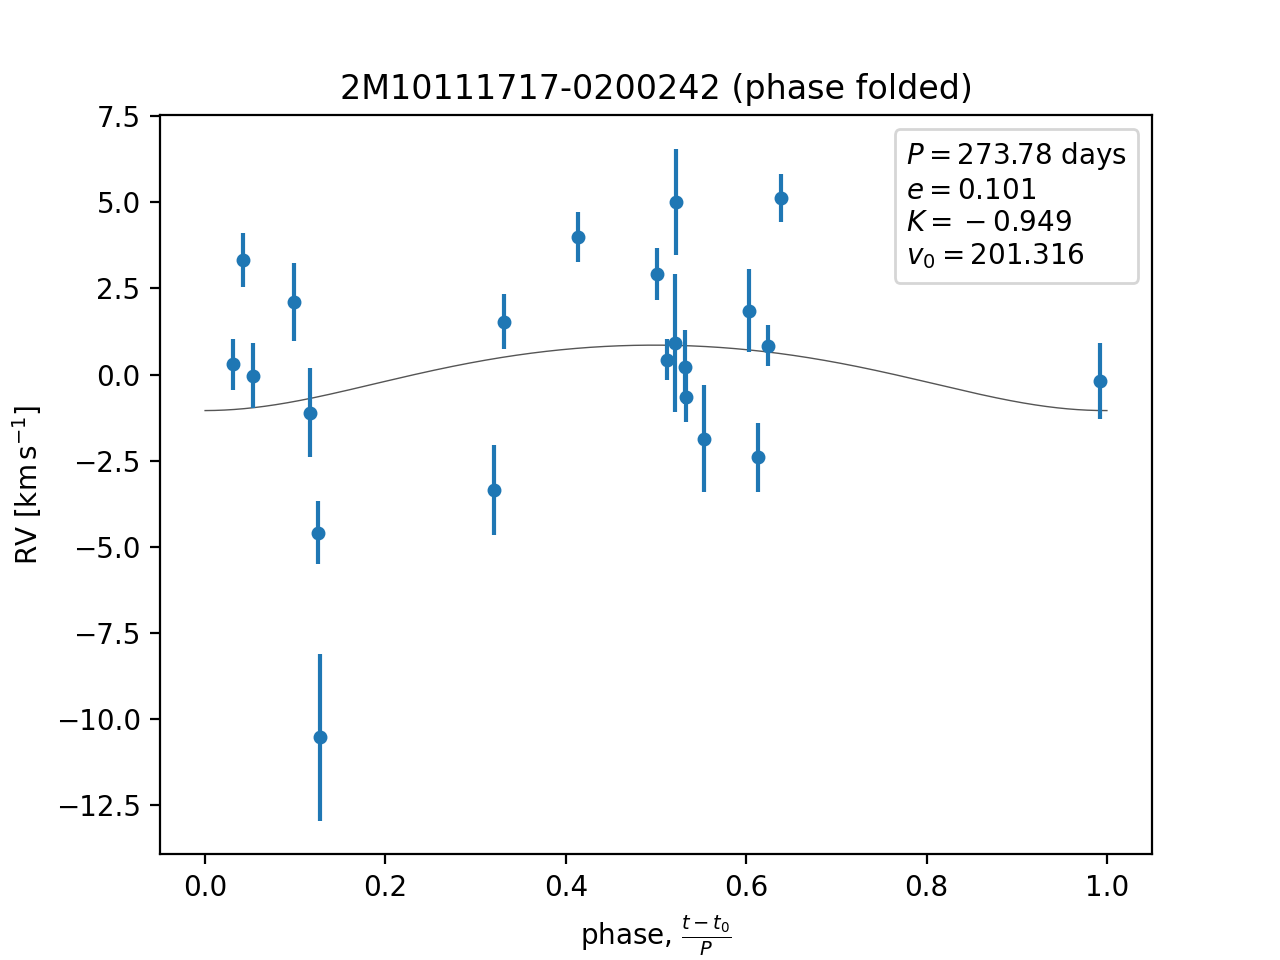 2M10111717-0200242 (phase folded)
7.5
5.0
2.5
0.0
−2.5
−5.0
−7.5
−10.0
−12.5
RV [km s⁻¹]
P = 273.78 days
e = 0.101
K = −0.949
v₀ = 201.316
0.0 0.2 0.4 0.6 0.8 1.0
phase, (t − t₀)/P